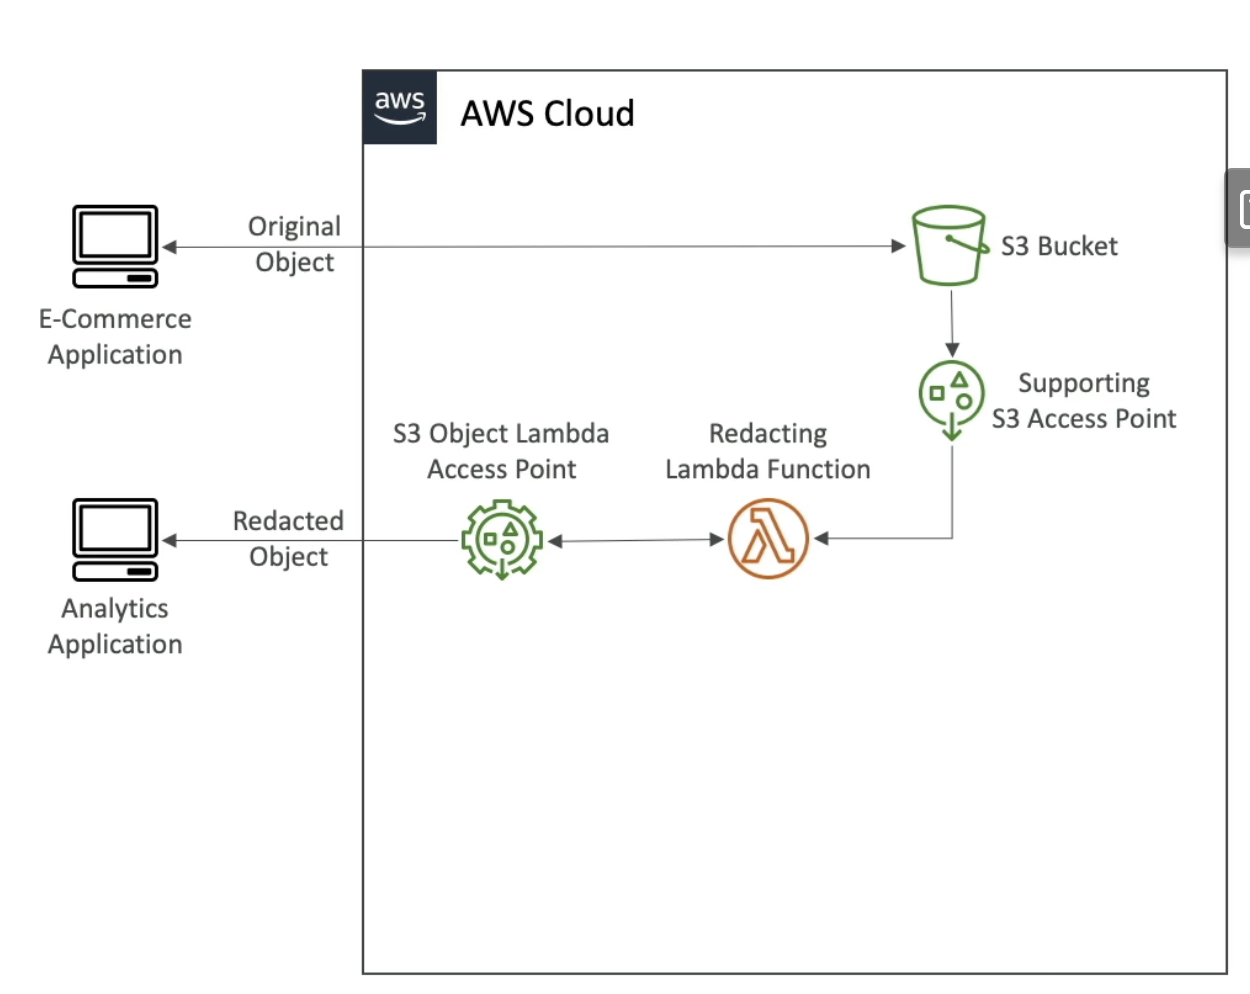 aws
AWS Cloud
Original
Object
S3 Bucket
E-Commerce
Application
Supporting
S3 Access Point
S3 Object Lambda
Access Point
Redacting
Lambda Function
Redacted
Object
Analytics
Application